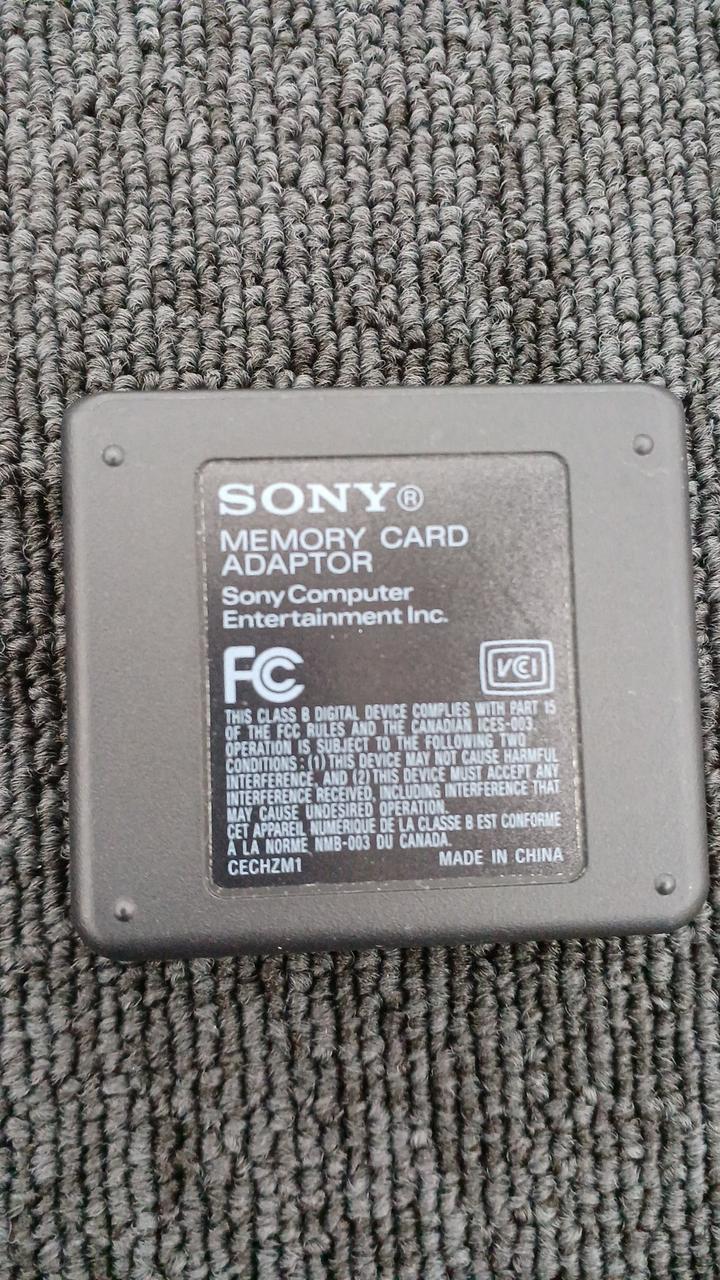 SONY®
MEMORY CARD
ADAPTOR
Sony Computer
Entertainment Inc.
FC
VCI
THIS CLASS B DIGITAL DEVICE COMPLIES WITH PART 15
OF THE FCC RULES AND THE CANADIAN ICES-003.
OPERATION IS SUBJECT TO THE FOLLOWING TWO
CONDITIONS : (1) THIS DEVICE MAY NOT CAUSE HARMFUL
INTERFERENCE, AND (2) THIS DEVICE MUST ACCEPT ANY
INTERFERENCE RECEIVED, INCLUDING INTERFERENCE THAT
MAY CAUSE UNDESIRED OPERATION.
CET APPAREIL NUMERIQUE DE LA CLASSE B EST CONFORME
À LA NORME NMB-003 DU CANADA.
CECHZM1 MADE IN CHINA